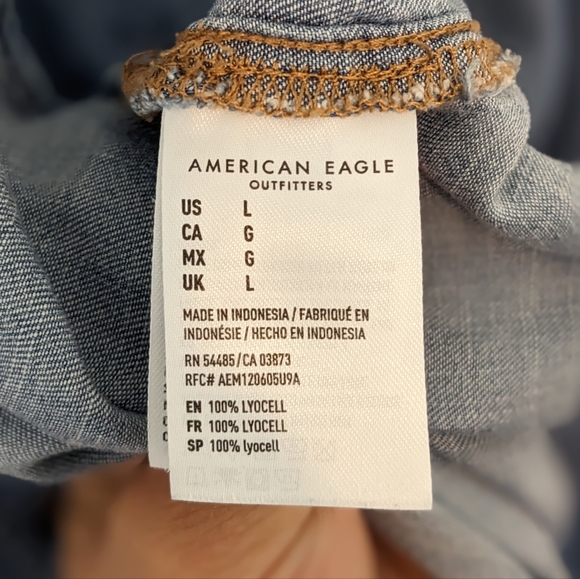 AMERICAN EAGLE
OUTFITTERS
US L
CA G
MX G
UK L
MADE IN INDONESIA / FABRIQUÉ EN
INDONÉSIE / HECHO EN INDONESIA
RN 54485/CA 03873
RFC# AEM120605U9A
EN 100% LYOCELL
FR 100% LYOCELL
SP 100% lyocell